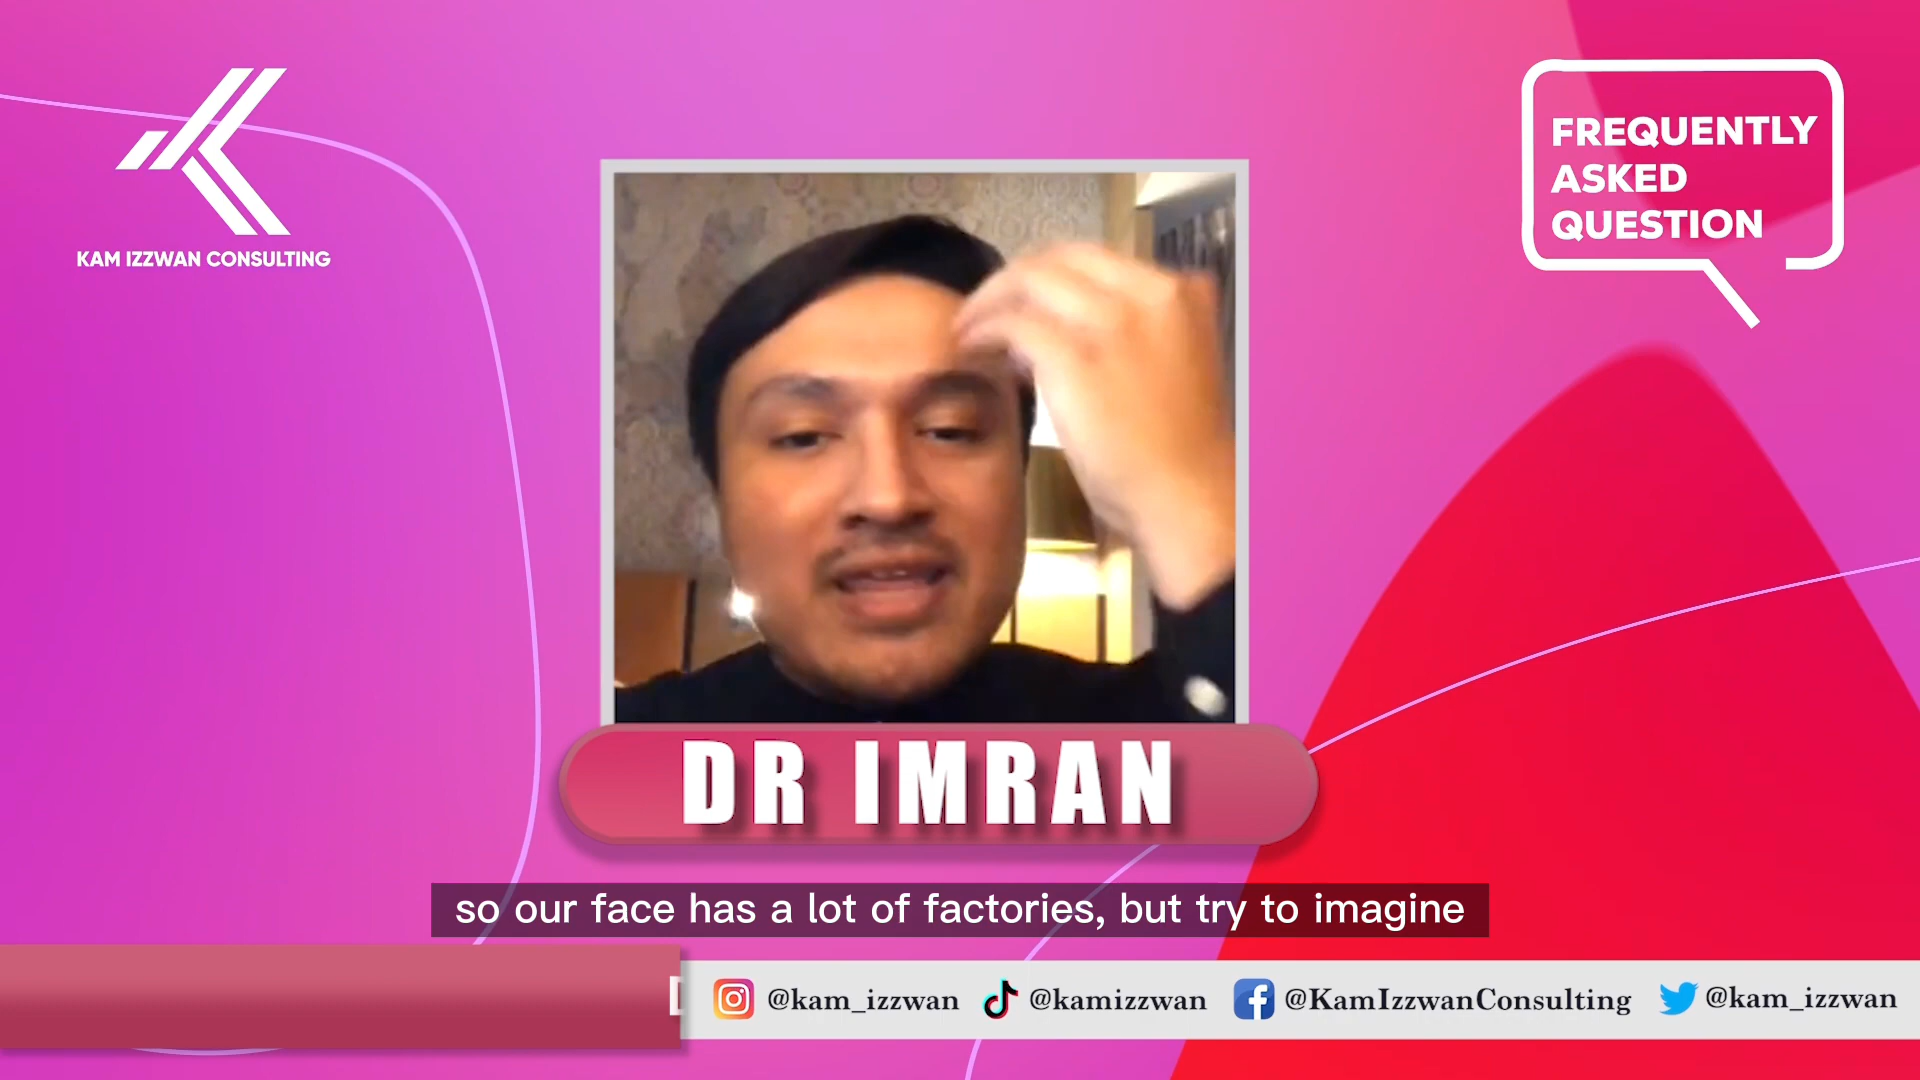 KAM IZZWAN CONSULTING
FREQUENTLY
ASKED
QUESTION
DR IMRAN
so our face has a lot of factories, but try to imagine
@kam_izzwan
@kamizzwan
@KamIzzwanConsulting
@kam_izzwan